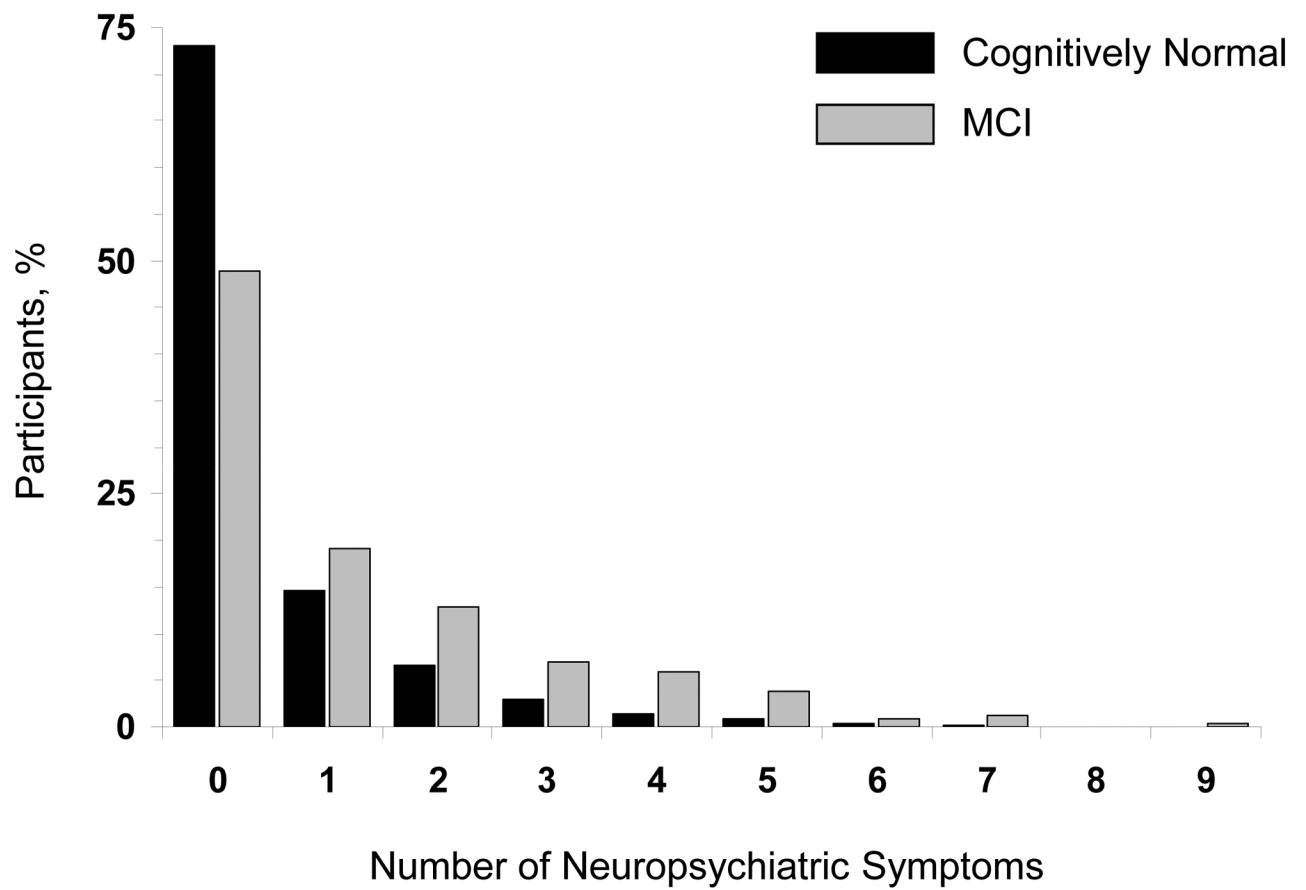 75
50
25
0
Participants, %
Cognitively Normal
MCI
0 1 2 3 4 5 6 7 8 9
Number of Neuropsychiatric Symptoms